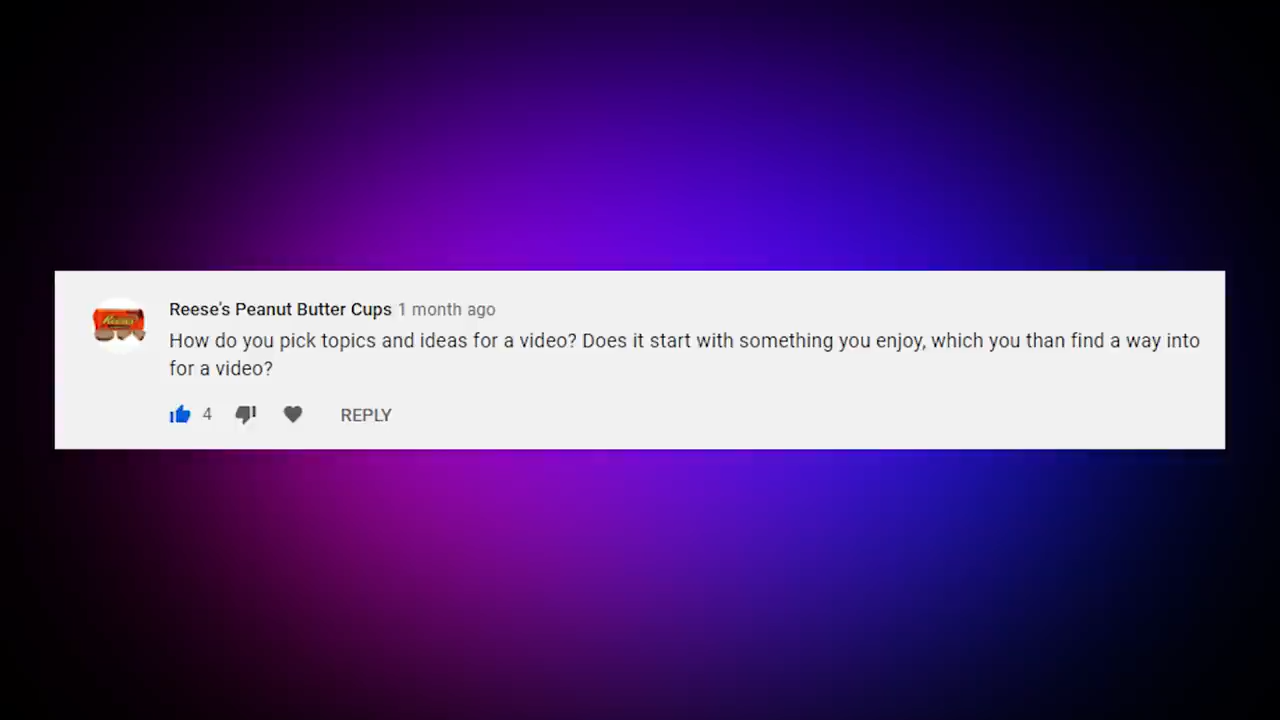 Reese's Peanut Butter Cups 1 month ago
How do you pick topics and ideas for a video? Does it start with something you enjoy, which you than find a way into
for a video?
4 REPLY